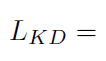 L_{KD} =